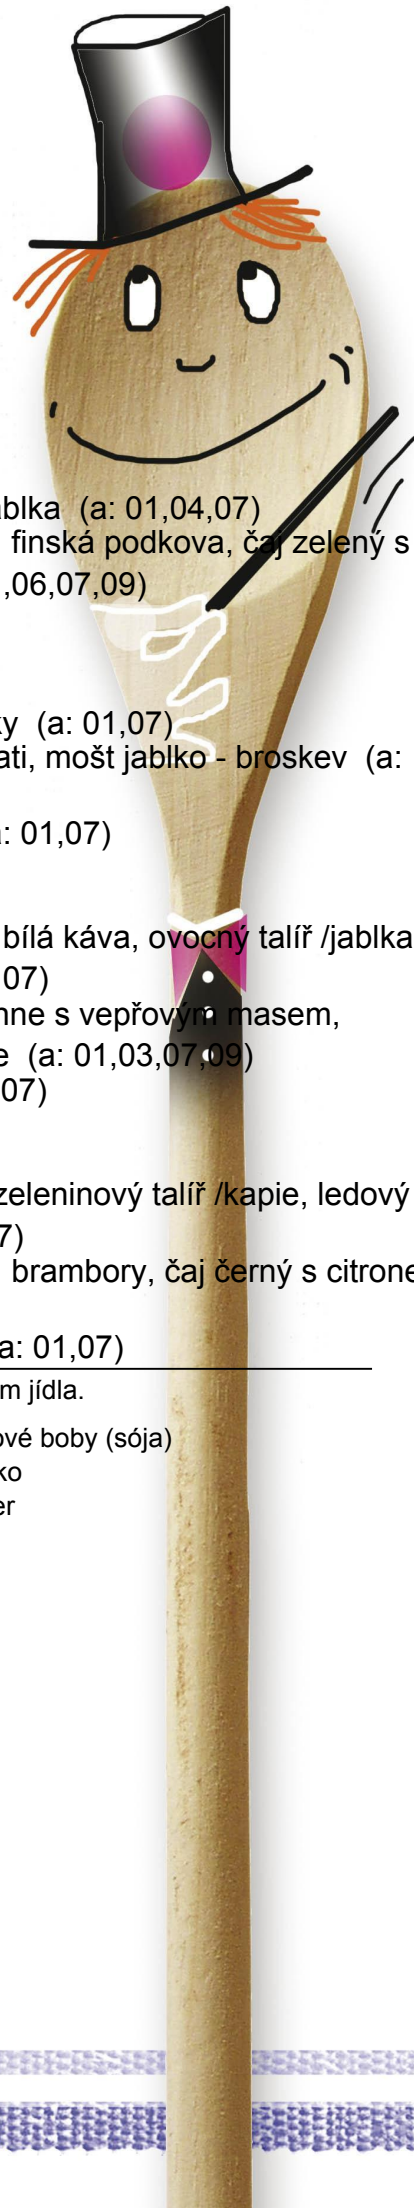 blka (a: 01,04,07)
finská podkova, čaj zelený s
,06,07,09)
ky (a: 01,07)
ati, mošt jablko - broskev (a:
a: 01,07)
bílá káva, ovocný talíř /jablka
07)
nne s vepřovým masem,
e (a: 01,03,07,09)
07)
zeleninový talíř /kapie, ledový
7)
brambory, čaj černý s citrone
a: 01,07)
m jídla.
ové boby (sója)
ko
er